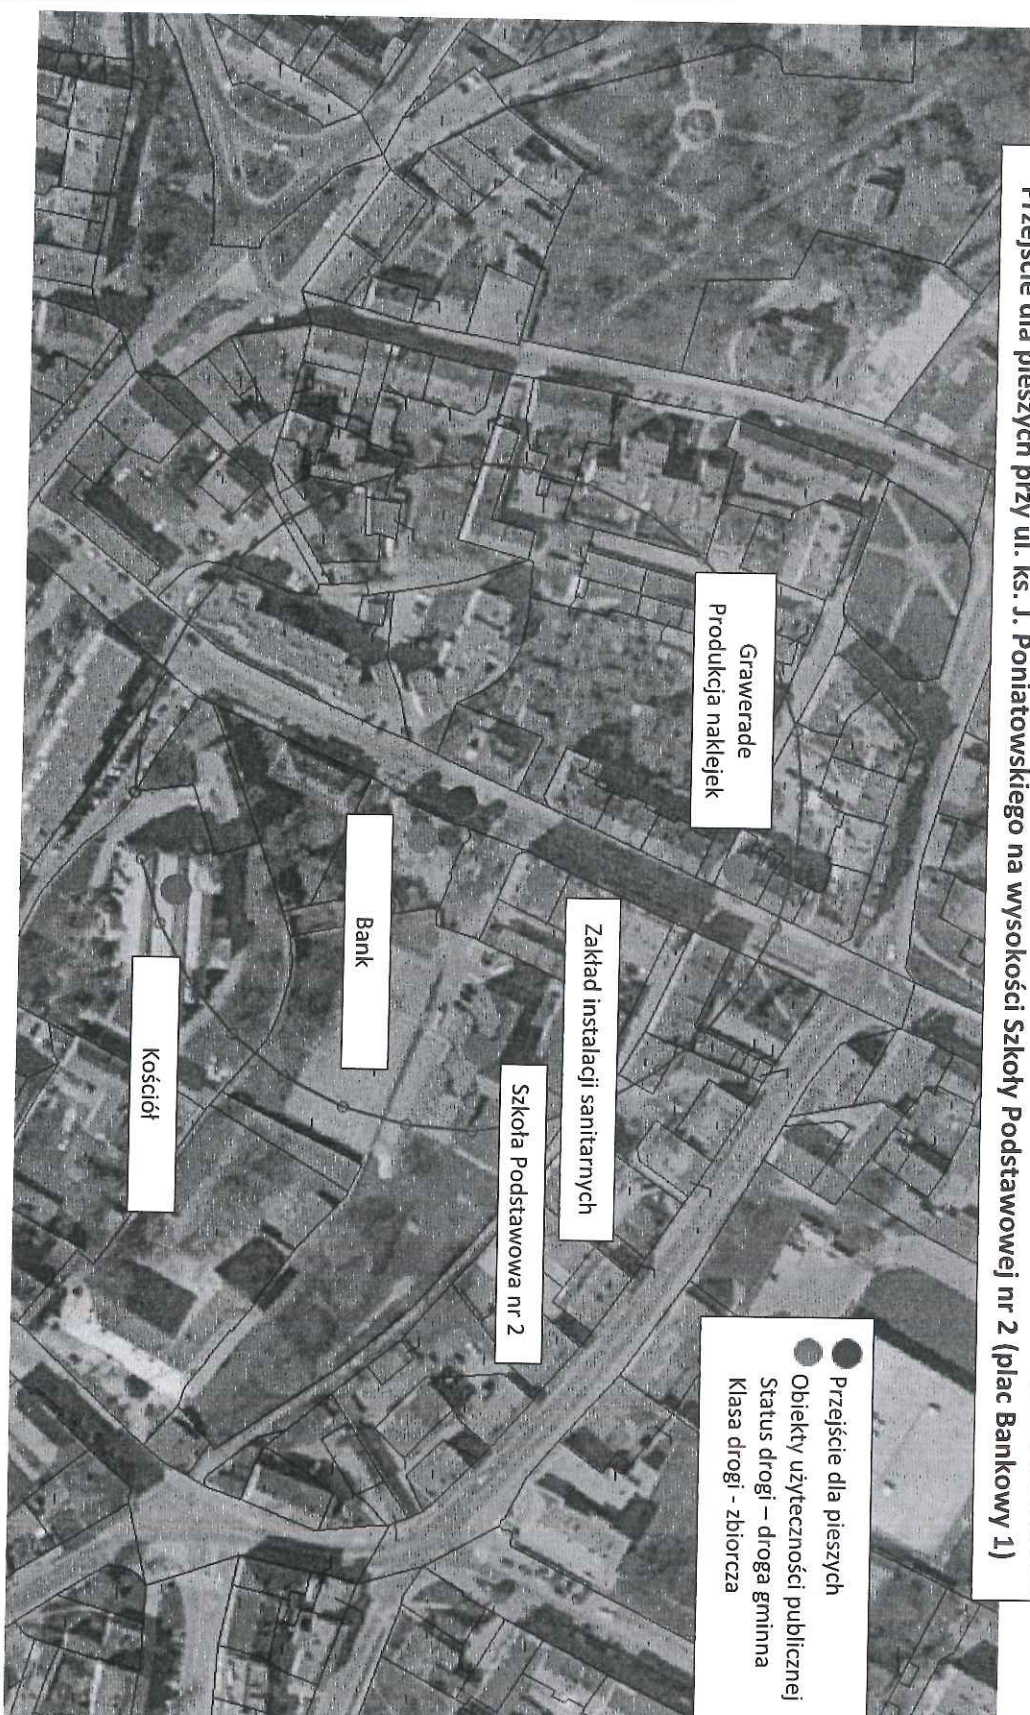 Przejście dla pieszych przy ul. ks. J. Poniatowskiego na wysokości Szkoły Podstawowej nr 2 (plac Bankowy 1)
Przejście dla pieszych
Obiekty użyteczności publicznej
Status drogi – droga gminna
Klasa drogi - zbiorcza
Grawerade
Produkcja naklejek
Zakład instalacji sanitarnych
Szkoła Podstawowa nr 2
Bank
Kościół